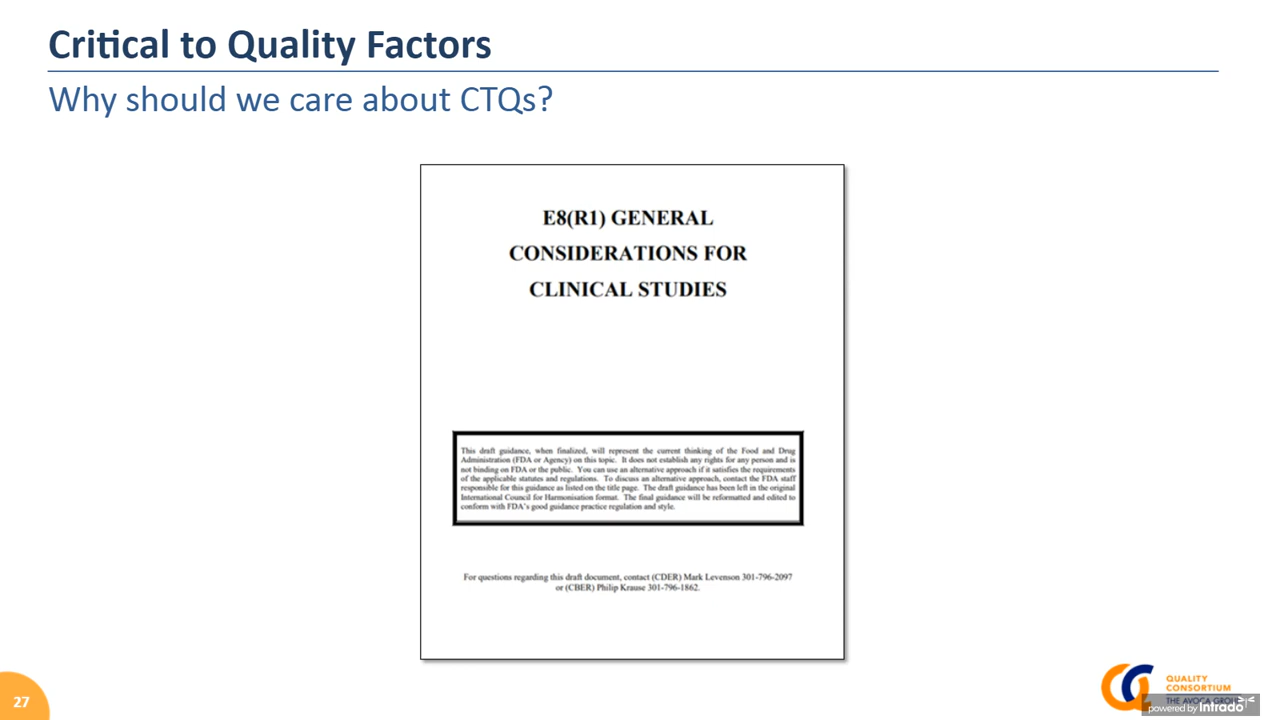 Critical to Quality Factors
Why should we care about CTQs?
E8(R1) GENERAL
CONSIDERATIONS FOR
CLINICAL STUDIES
This draft guidance, when finalized, will represent the current thinking of the Food and Drug
Administration (FDA or Agency) on this topic. It does not establish any rights for any person and is
not binding on FDA or the public. You can use an alternative approach if it satisfies the requirements
of the applicable statutes and regulations. To discuss an alternative approach, contact the FDA staff
responsible for this guidance as listed on the title page. The draft guidance has been left in the original
International Council for Harmonisation format. The final guidance will be reformatted and edited to
conform with FDA's good guidance practice regulation and style.
For questions regarding this draft document, contact (CDER) Mark Levenson 301-796-2097
or (CBER) Philip Krause 301-796-1862.
27
QUALITY
CONSORTIUM
THE AVOCA GROUP
powered by intrado